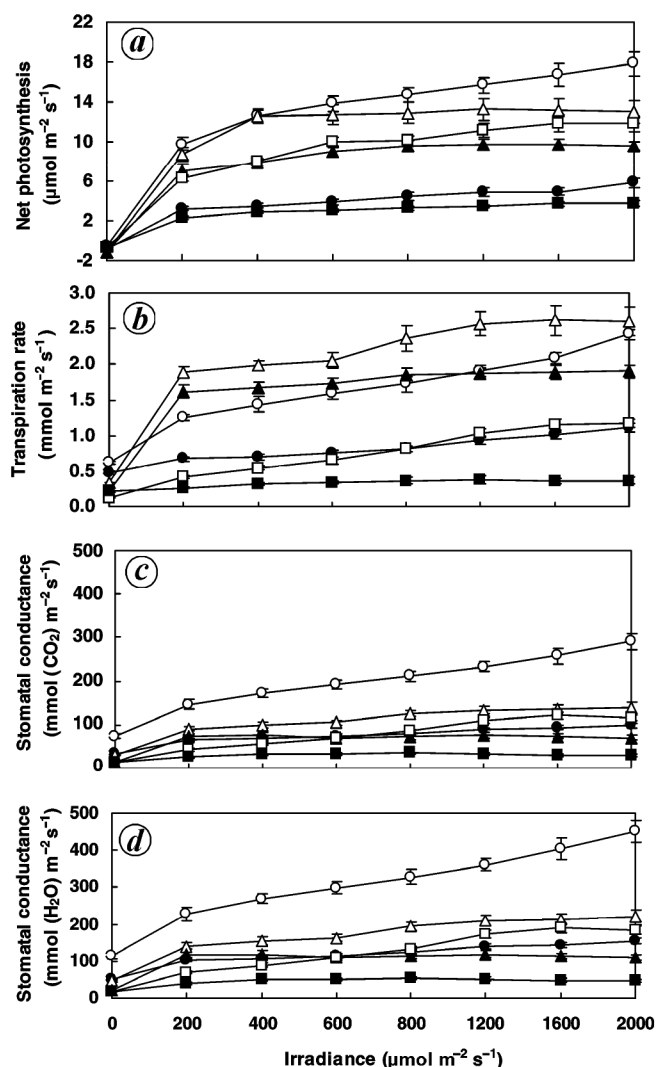 a
Net photosynthesis
(µmol m⁻² s⁻¹)
22
18
14
10
6
2
-2
b
Transpiration rate
(mmol m⁻² s⁻¹)
3.0
2.5
2.0
1.5
1.0
0.5
0.0
c
Stomatal conductance
(mmol (CO₂) m⁻² s⁻¹)
500
400
300
200
100
0
d
Stomatal conductance
(mmol (H₂O) m⁻² s⁻¹)
500
400
300
200
100
0
0 200 400 600 800 1200 1600 2000
Irradiance (µmol m⁻² s⁻¹)